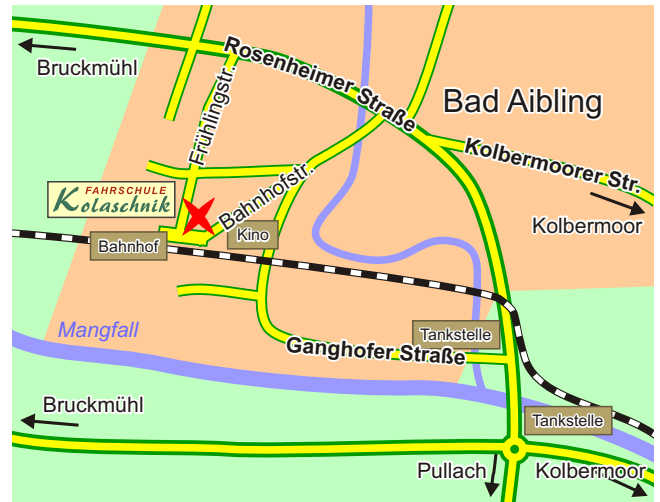 Bruckmühl
Rosenheimer Straße
Bad Aibling
Frühlingstr.
Kolbermoorer Str.
FAHRSCHULE
Kolaschnik
Bahnhofstr.
Kolbermoor
Kino
Bahnhof
Mangfall
Tankstelle
Ganghofer Straße
Bruckmühl
Tankstelle
Pullach
Kolbermoor